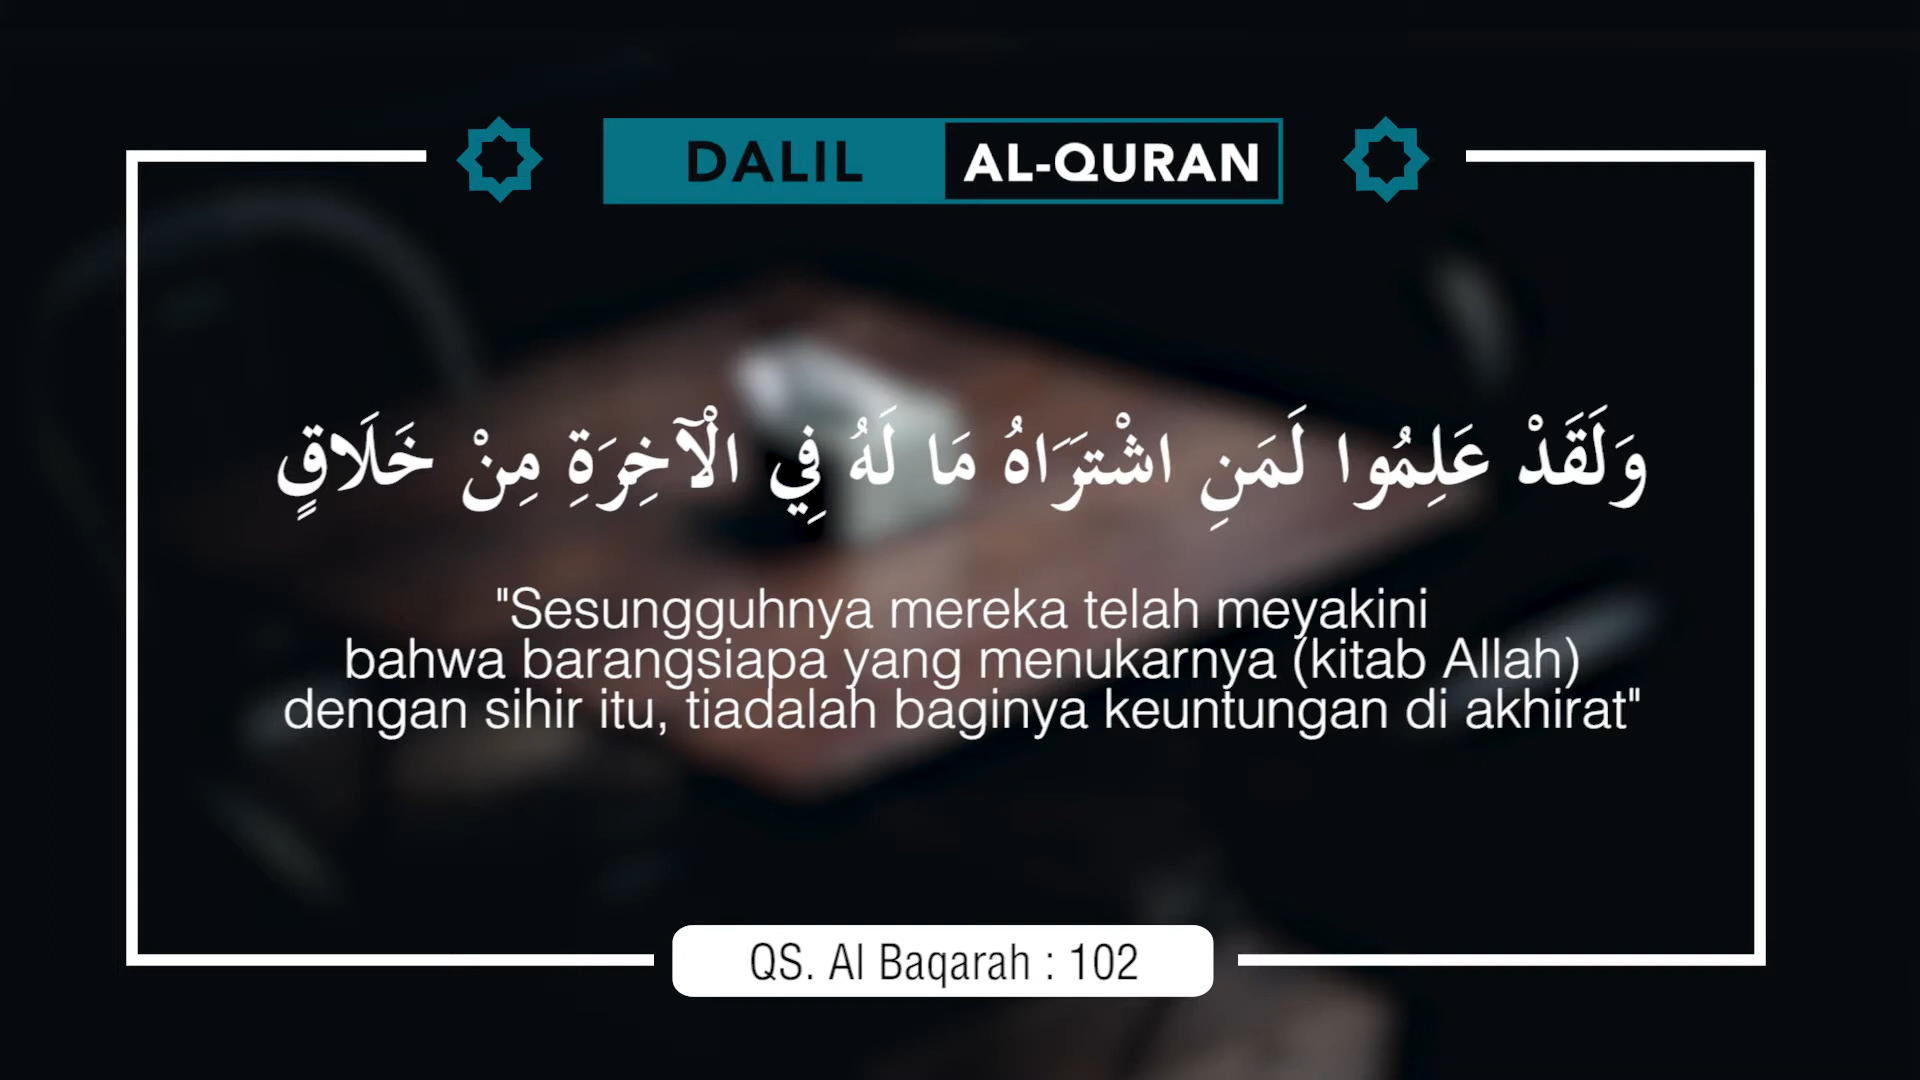 DALIL AL-QURAN
وَلَقَدْ عَلِمُوا لَمَنِ اشْتَرَاهُ مَا لَهُ فِي الْآخِرَةِ مِنْ خَلَاقٍ
"Sesungguhnya mereka telah meyakini
bahwa barangsiapa yang menukarnya (kitab Allah)
dengan sihir itu, tiadalah baginya keuntungan di akhirat"
QS. Al Baqarah : 102